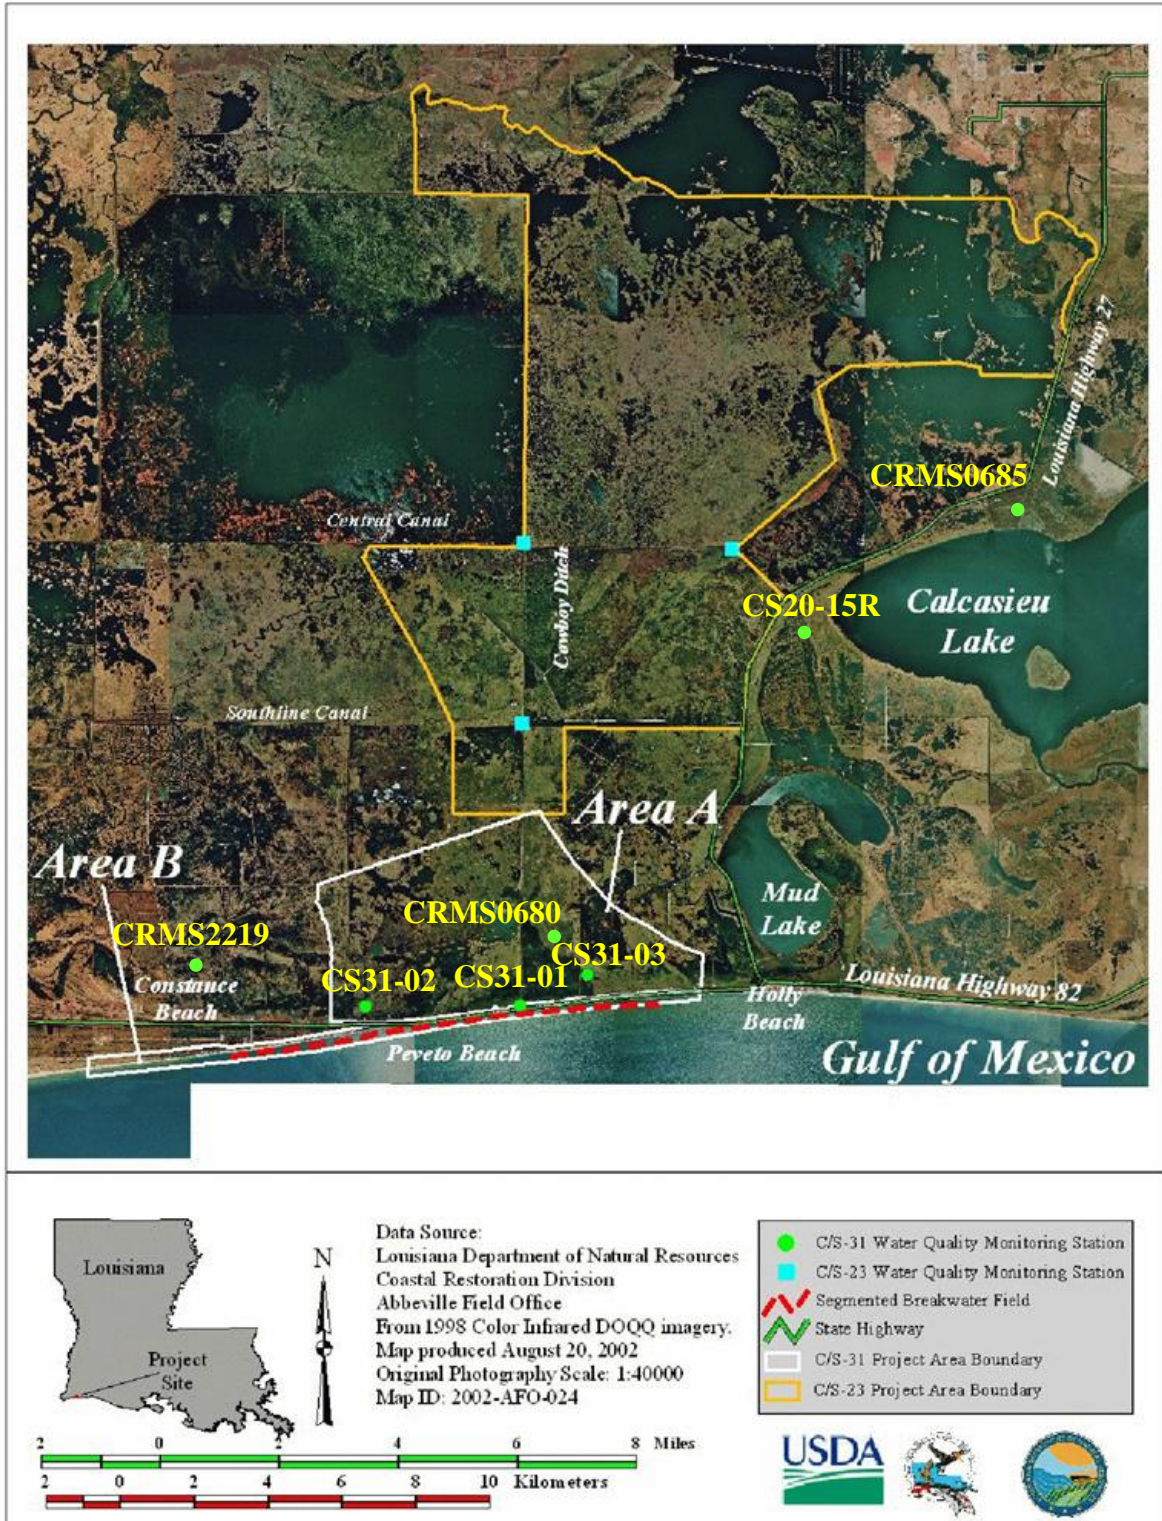 Louisiana Highway 27
CRMS0685
Central Canal
Cowboy Ditch
CS20-15R
Calcasieu
Lake
Southline Canal
Area A
Area B
Mud
Lake
CRMS0680
CRMS2219
CS31-03
CS31-02
CS31-01
Constance
Beach
Louisiana Highway 82
Holly
Beach
Peveto Beach
Gulf of Mexico
Louisiana
Project
Site
N
Data Source:
Louisiana Department of Natural Resources
Coastal Restoration Division
Abbeville Field Office
From 1998 Color Infrared DOQQ imagery.
Map produced August 20, 2002
Original Photography Scale: 1:40000
Map ID: 2002-AFO-024
C/S-31 Water Quality Monitoring Station
C/S-23 Water Quality Monitoring Station
Segmented Breakwater Field
State Highway
C/S-31 Project Area Boundary
C/S-23 Project Area Boundary
2 0 2 4 6 8 Miles
2 0 2 4 6 8 10 Kilometers
USDA